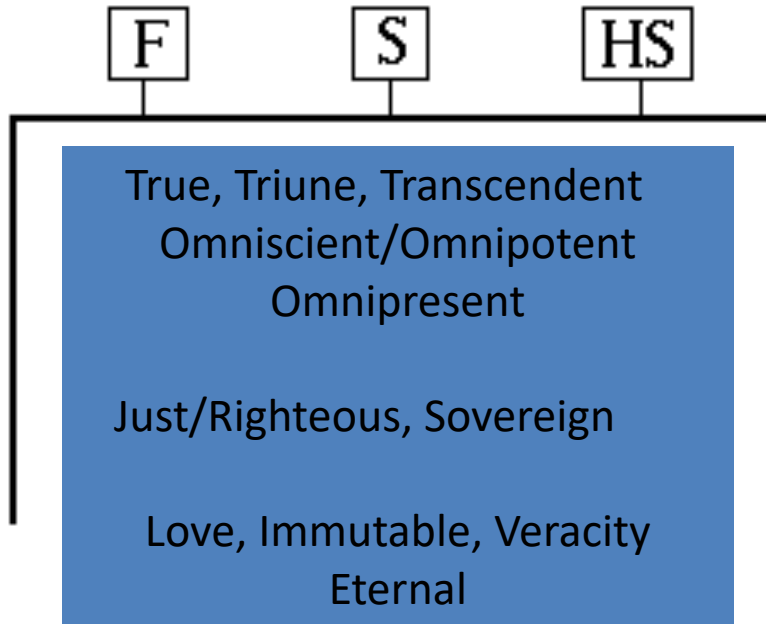 F S HS
True, Triune, Transcendent
Omniscient/Omnipotent
Omnipresent
Just/Righteous, Sovereign
Love, Immutable, Veracity
Eternal